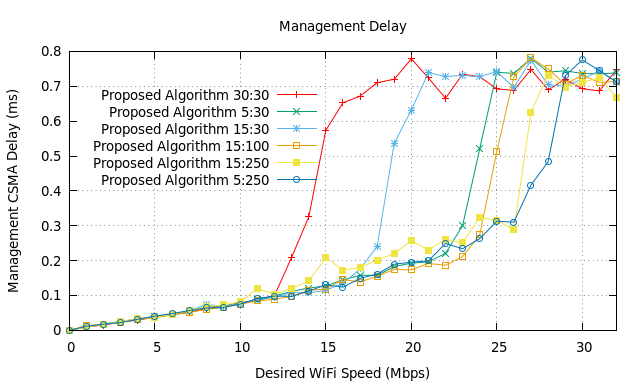 Management Delay
Management CSMA Delay (ms)
0.8
0.7
0.6
0.5
0.4
0.3
0.2
0.1
0
Proposed Algorithm 30:30
Proposed Algorithm 5:30
Proposed Algorithm 15:30
Proposed Algorithm 15:100
Proposed Algorithm 15:250
Proposed Algorithm 5:250
0 5 10 15 20 25 30
Desired WiFi Speed (Mbps)